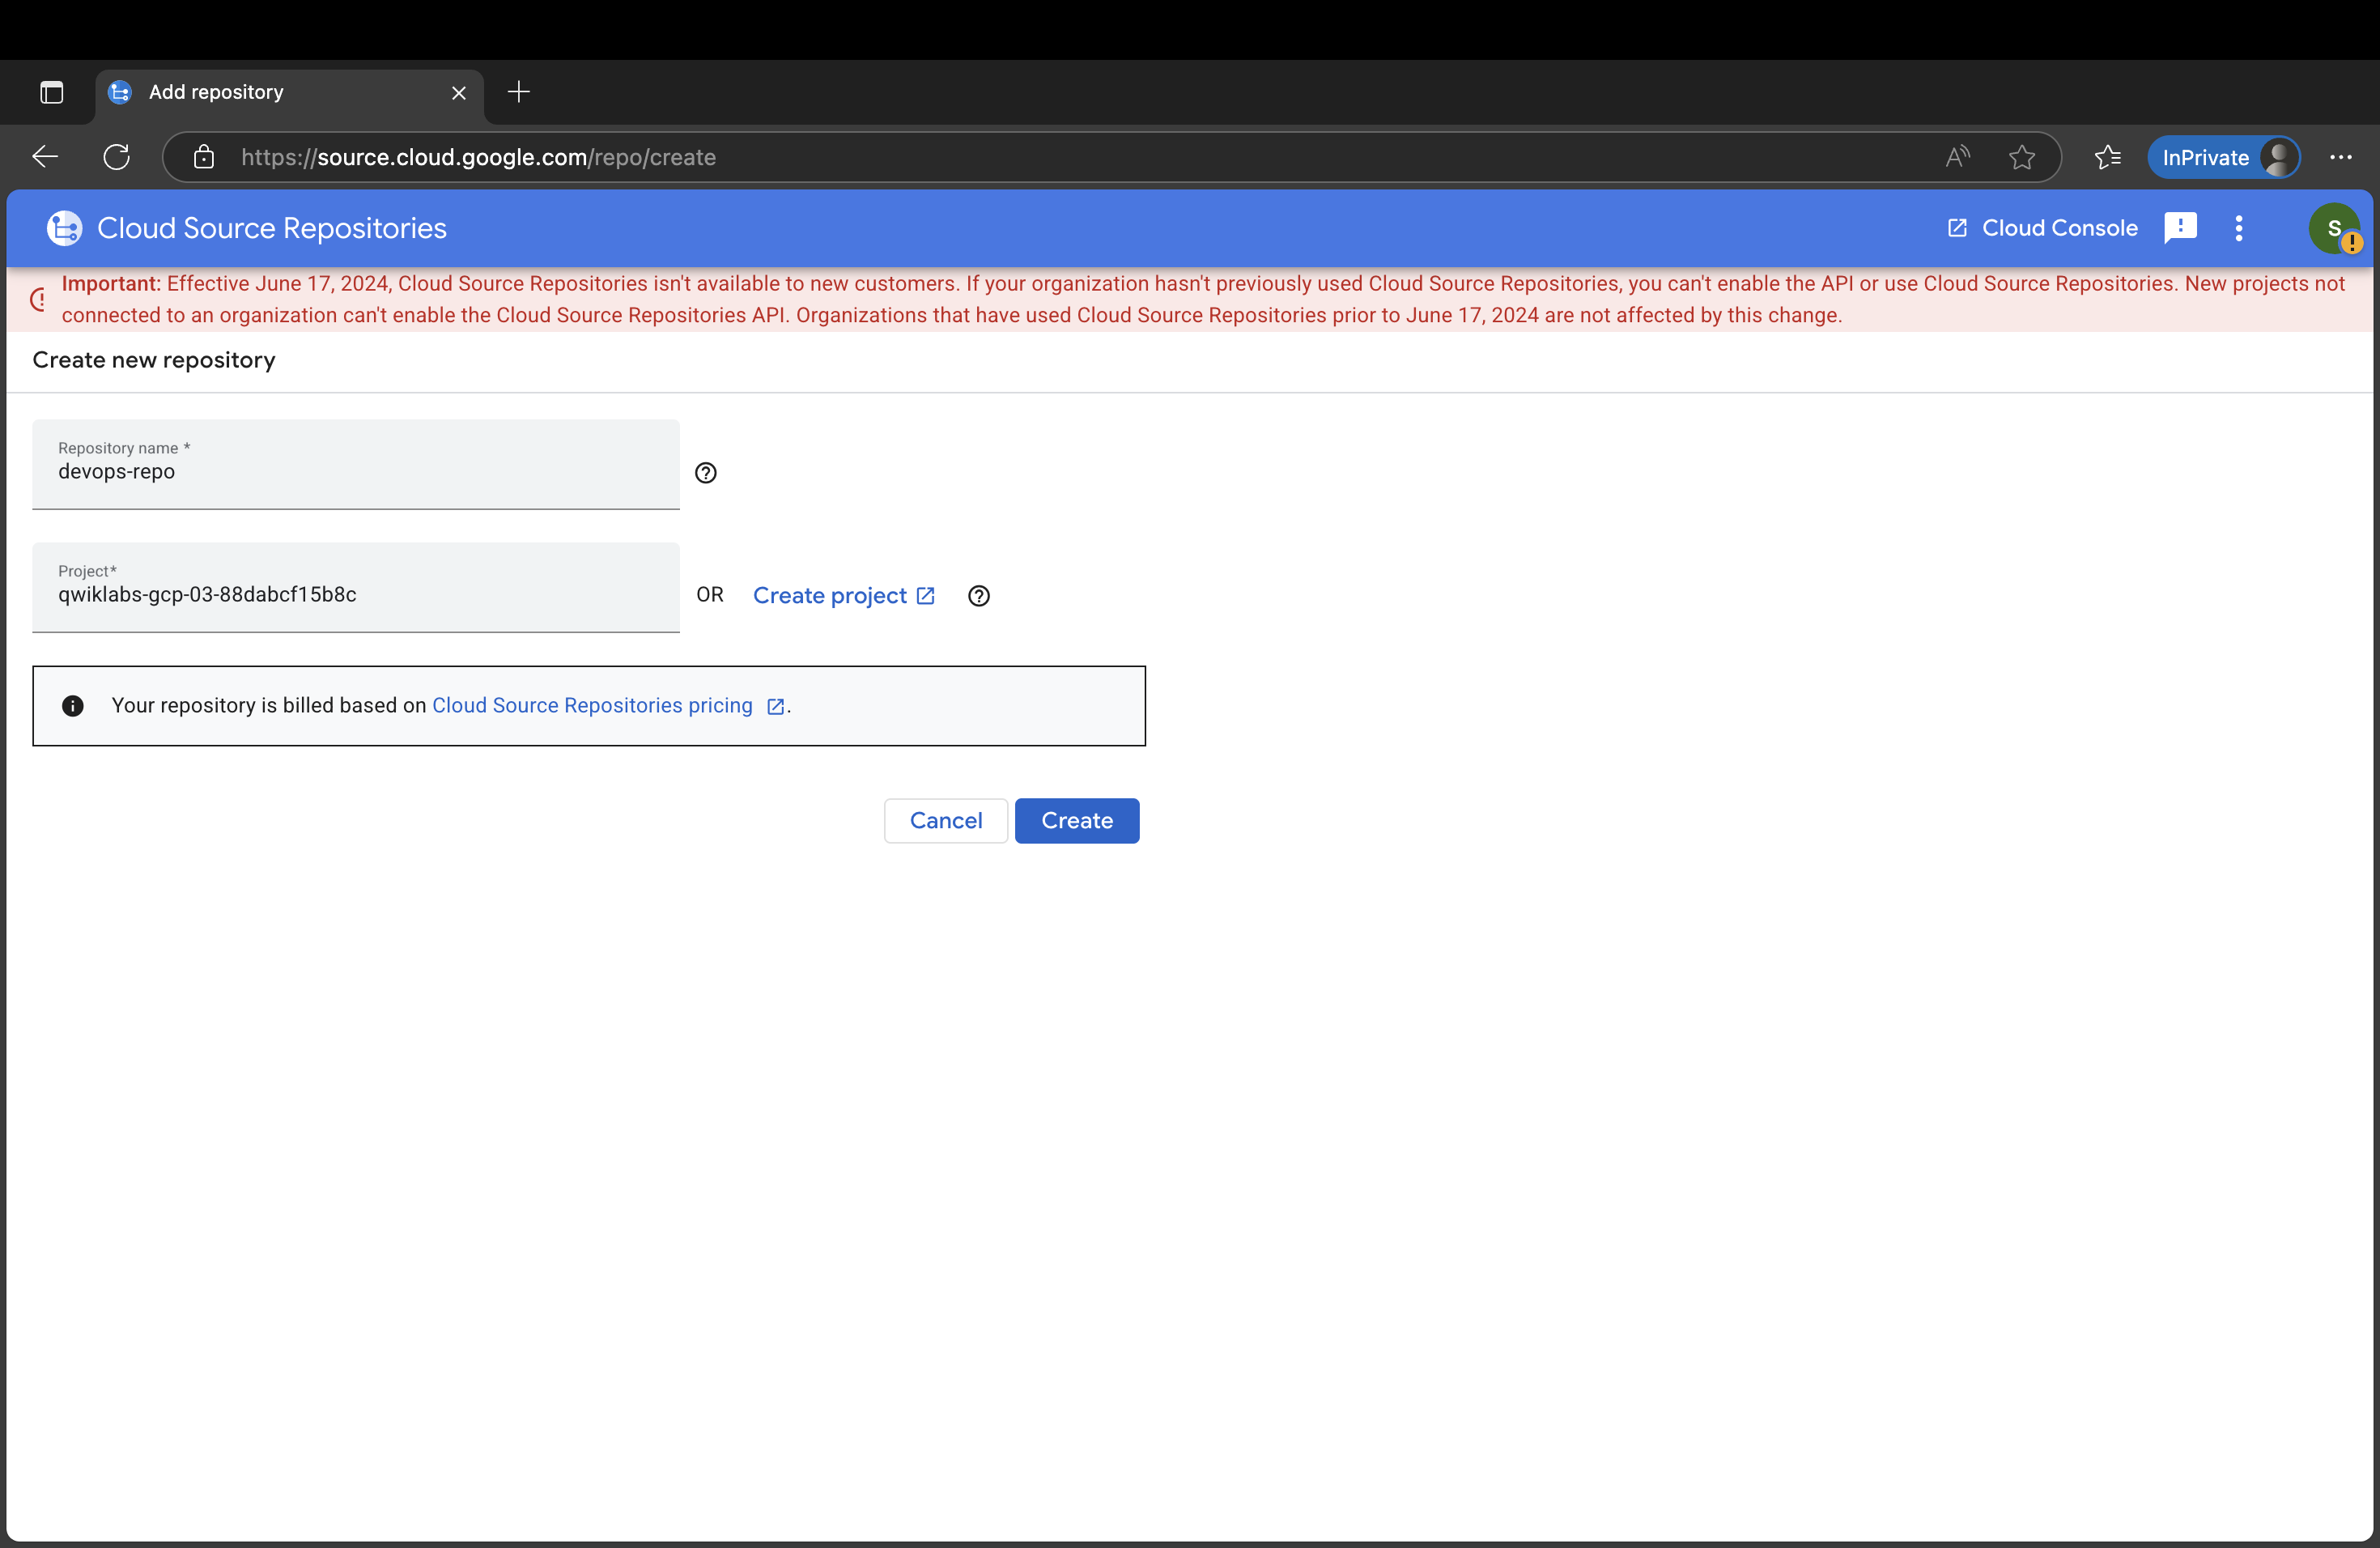 Add repository
https://source.cloud.google.com/repo/create
InPrivate
Cloud Source Repositories
Cloud Console
S
Important: Effective June 17, 2024, Cloud Source Repositories isn't available to new customers. If your organization hasn't previously used Cloud Source Repositories, you can't enable the API or use Cloud Source Repositories. New projects not
connected to an organization can't enable the Cloud Source Repositories API. Organizations that have used Cloud Source Repositories prior to June 17, 2024 are not affected by this change.
Create new repository
Repository name *
devops-repo
Project*
qwiklabs-gcp-03-88dabcf15b8c
OR Create project
Your repository is billed based on Cloud Source Repositories pricing .
Cancel Create